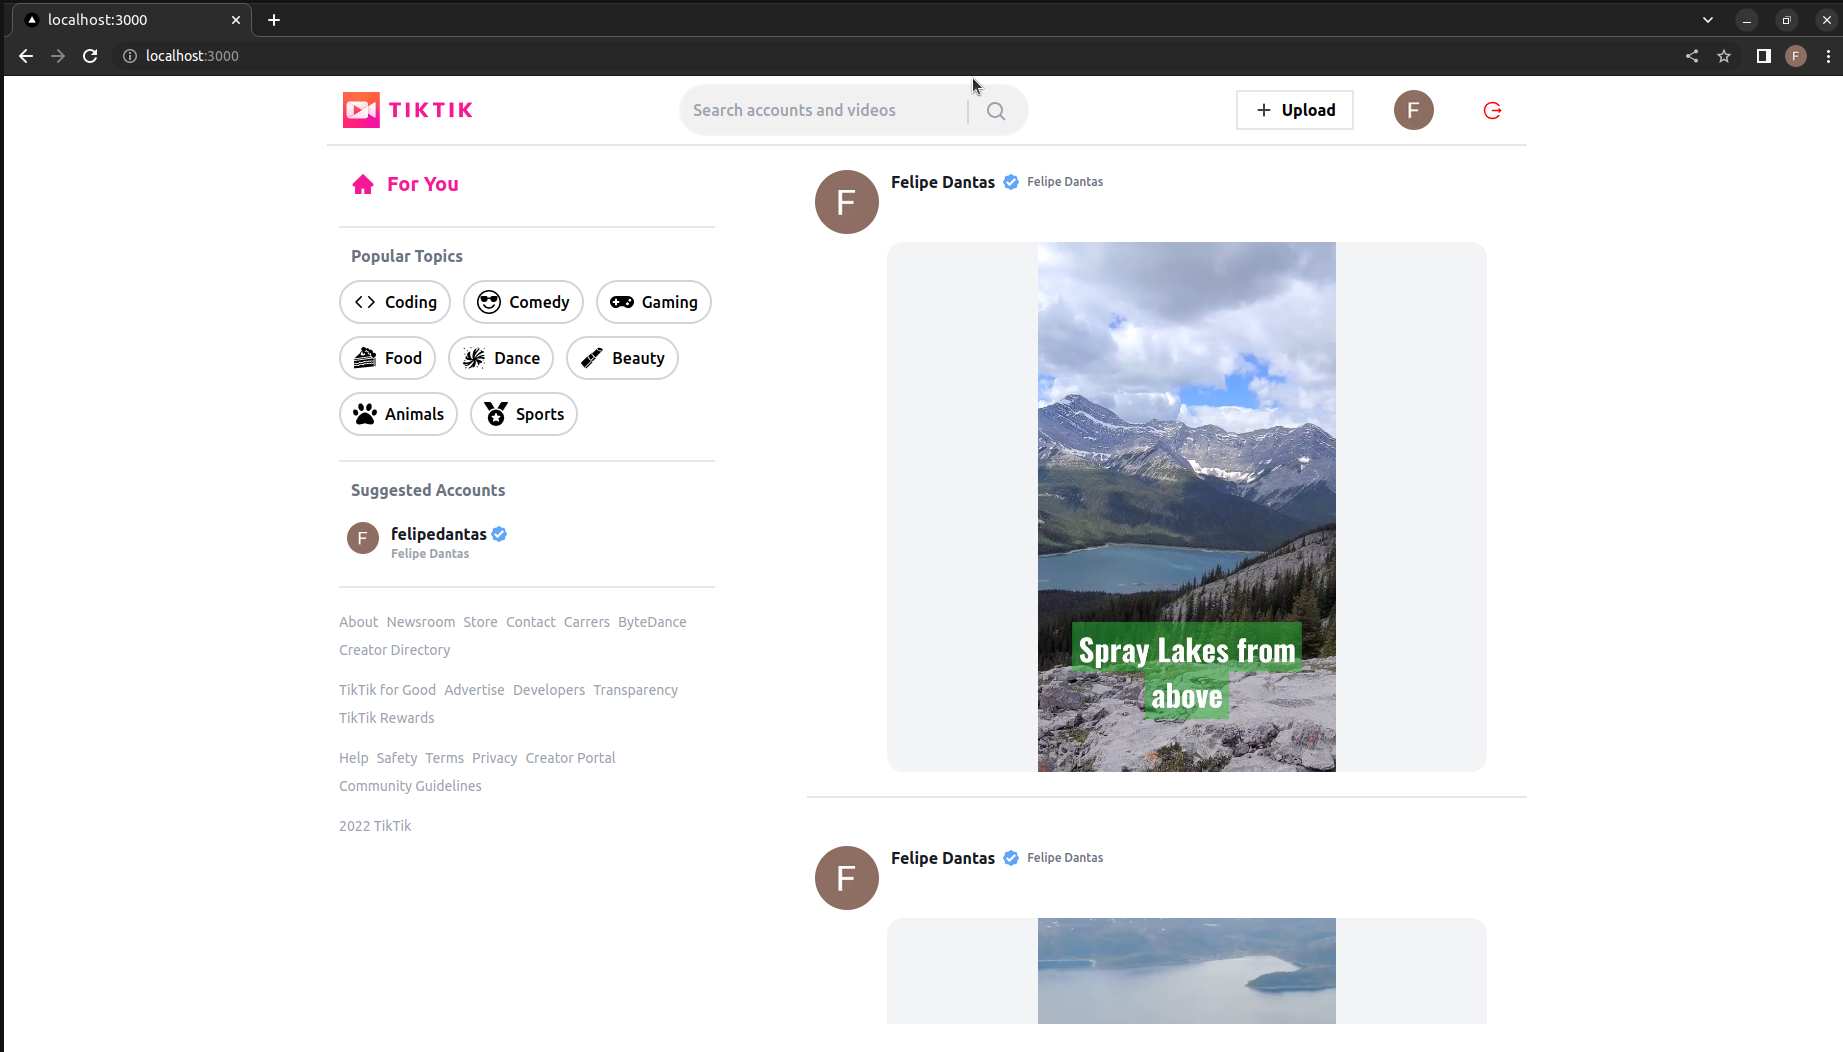 localhost:3000
localhost:3000
F
TIKTIK
Search accounts and videos
Upload
F
For You
Popular Topics
Coding
Comedy
Gaming
Food
Dance
Beauty
Animals
Sports
Suggested Accounts
F
felipedantas
Felipe Dantas
About Newsroom Store Contact Carrers ByteDance
Creator Directory
TikTik for Good Advertise Developers Transparency
TikTik Rewards
Help Safety Terms Privacy Creator Portal
Community Guidelines
2022 TikTik
F
Felipe Dantas Felipe Dantas
Spray Lakes from
above
F
Felipe Dantas Felipe Dantas